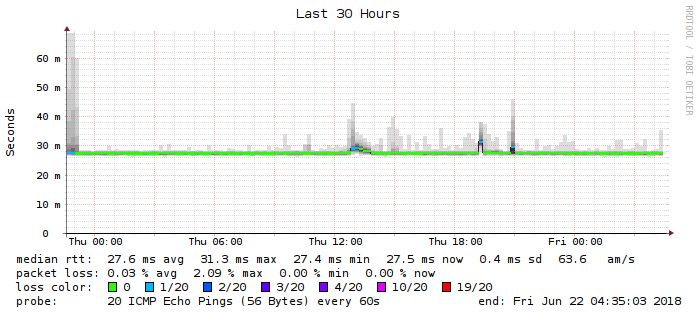 Last 30 Hours
RRDTOOL / TOBI OETIKER
Seconds
60 m
50 m
40 m
30 m
20 m
10 m
0
Thu 00:00 Thu 06:00 Thu 12:00 Thu 18:00 Fri 00:00
median rtt: 27.6 ms avg 31.3 ms max 27.4 ms min 27.5 ms now 0.4 ms sd 63.6 am/s
packet loss: 0.03 % avg 2.09 % max 0.00 % min 0.00 % now
loss color: 0 1/20 2/20 3/20 4/20 10/20 19/20
probe: 20 ICMP Echo Pings (56 Bytes) every 60s end: Fri Jun 22 04:35:03 2018